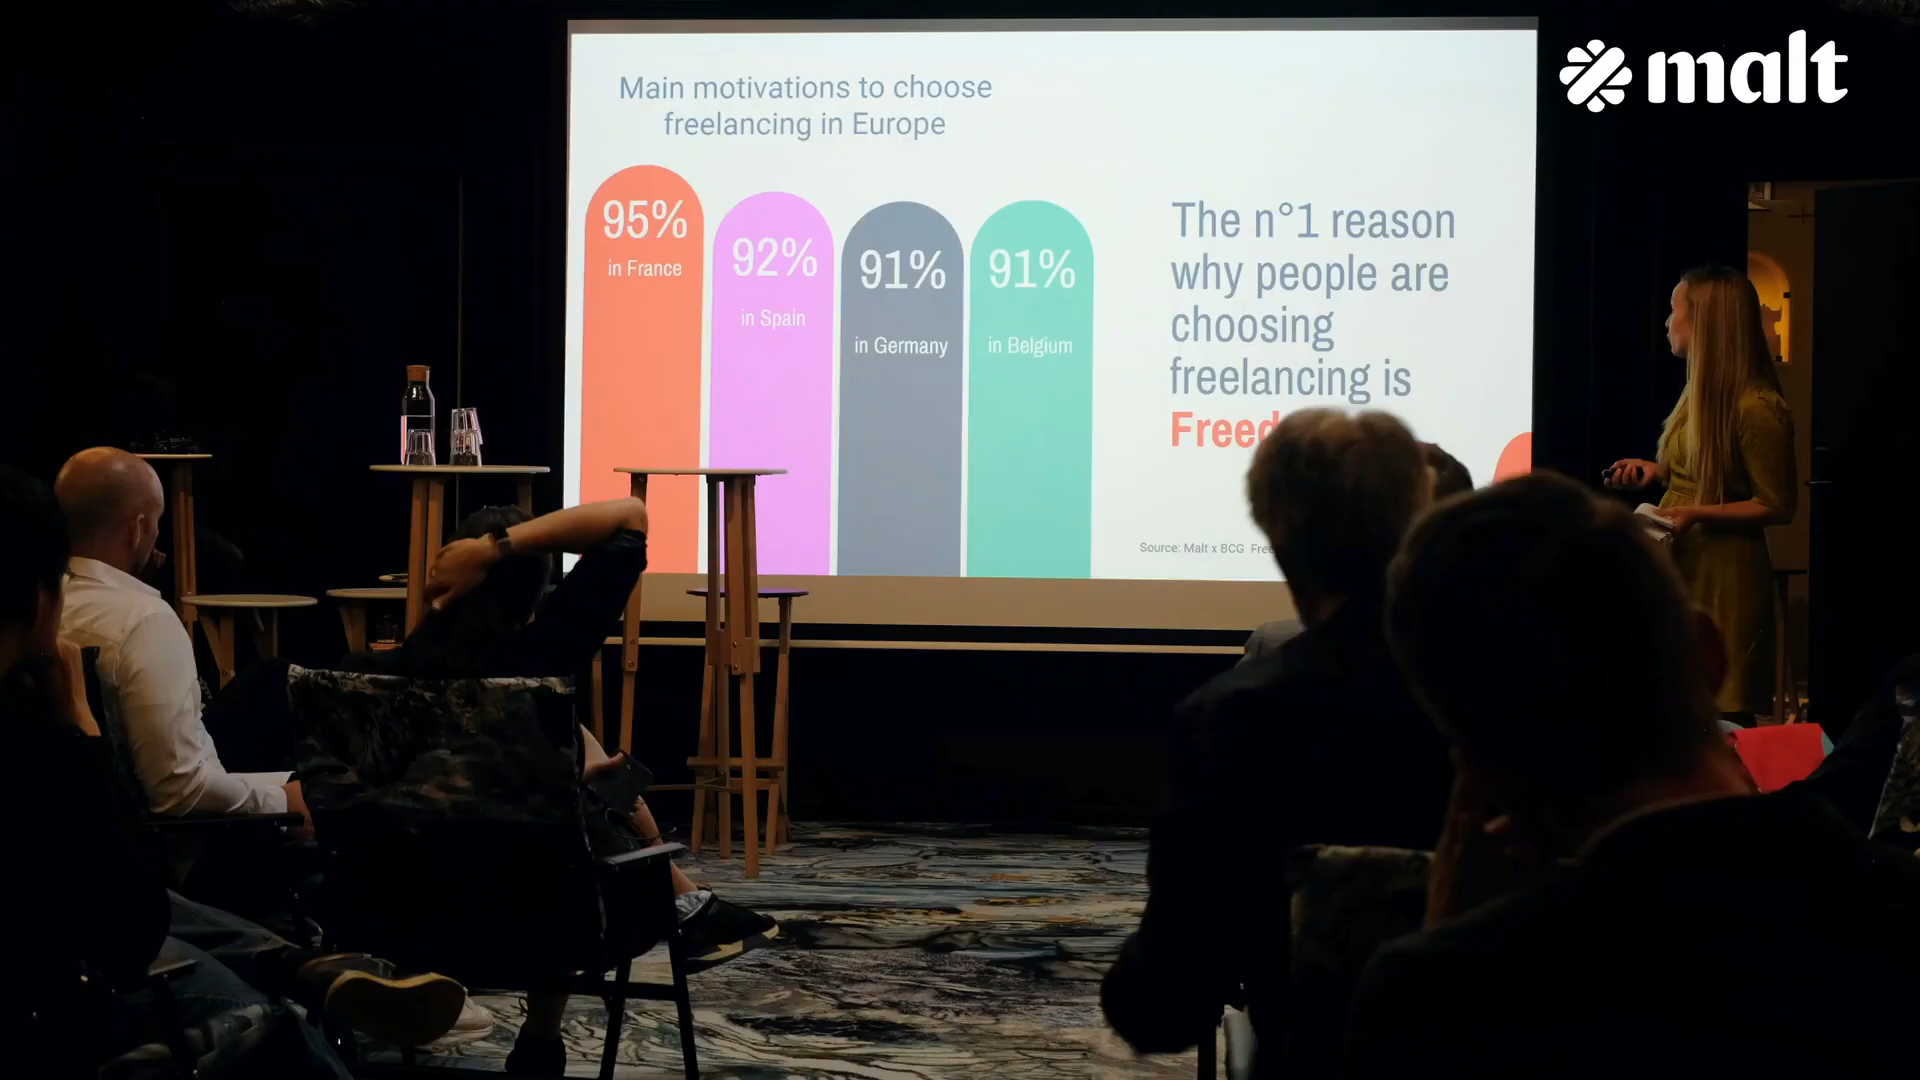 malt
Main motivations to choose
freelancing in Europe
95%
in France
92%
in Spain
91%
in Germany
91%
in Belgium
The n°1 reason
why people are
choosing
freelancing is
Source: Malt x BCG